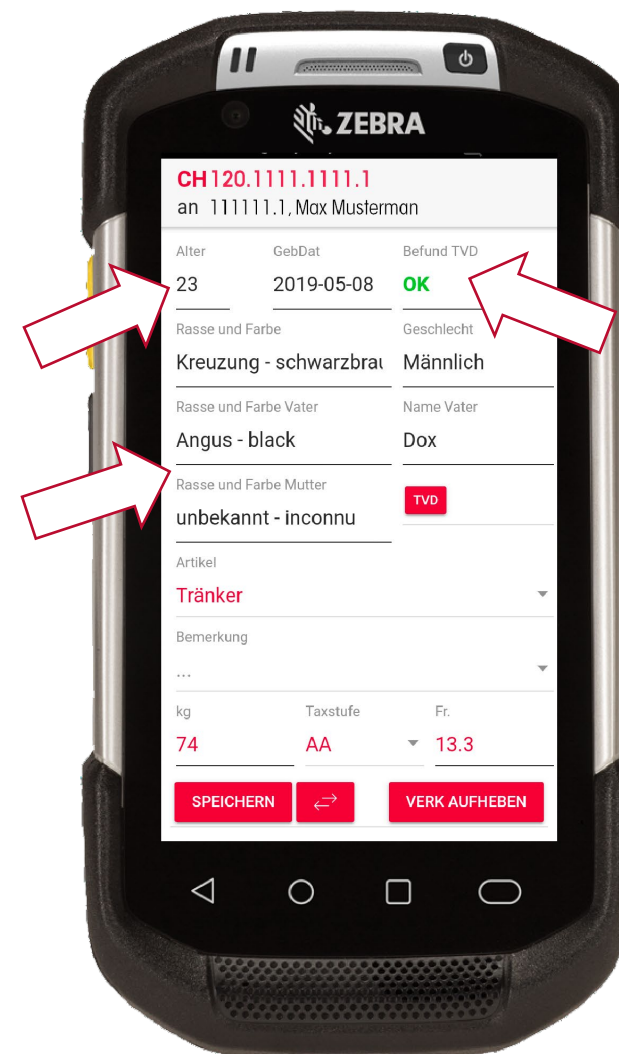 ZEBRA
CH 120.1111.1111.1
an 111111.1, Max Musterman
Alter GebDat Befund TVD
23 2019-05-08 OK
Rasse und Farbe Geschlecht
Kreuzung - schwarzbrau Männlich
Rasse und Farbe Vater Name Vater
Angus - black Dox
Rasse und Farbe Mutter TVD
unbekannt - inconnu
Artikel
Tränker
Bemerkung
...
kg Taxstufe Fr.
74 AA 13.3
SPEICHERN VERK AUFHEBEN